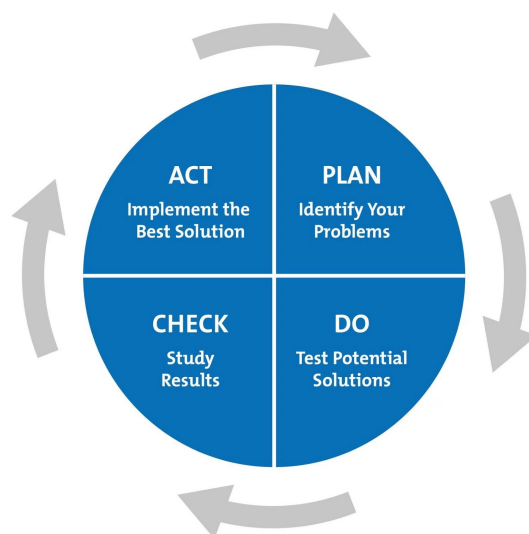 ACT
Implement the
Best Solution
PLAN
Identify Your
Problems
CHECK
Study
Results
DO
Test Potential
Solutions